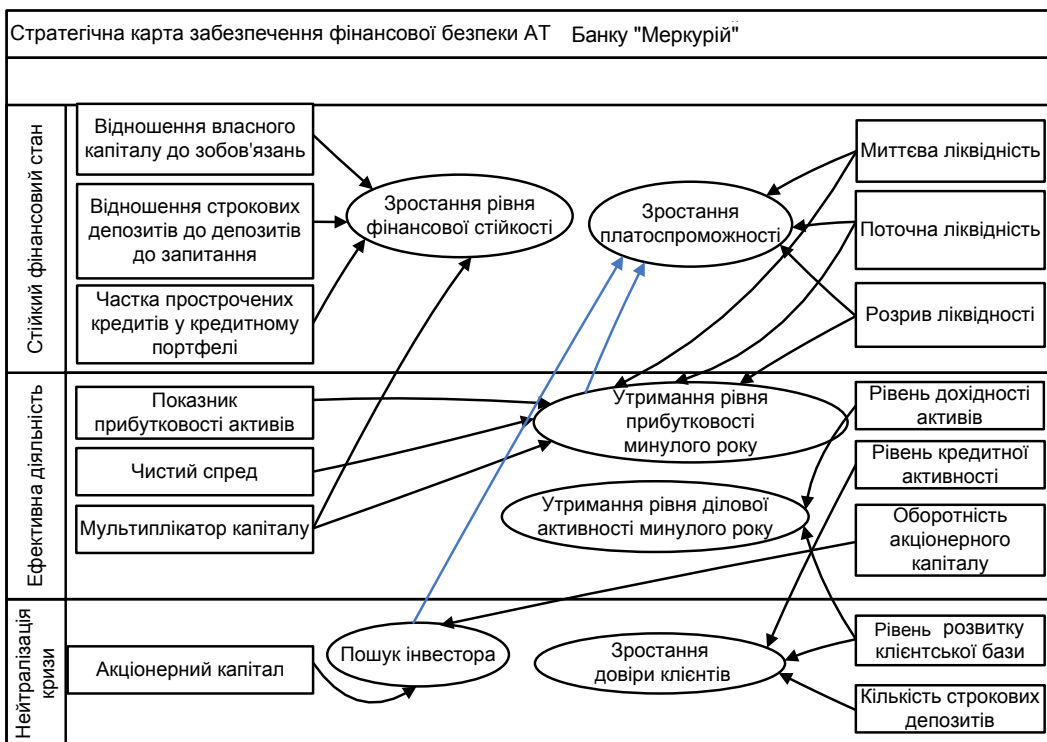 Стратегічна карта забезпечення фінансової безпеки АТ Банку "Меркурій"
Стійкий фінансовий стан
Відношення власного
капіталу до зобов'язань
Відношення строкових
депозитів до депозитів
до запитання
Частка прострочених
кредитів у кредитному
портфелі
Зростання рівня
фінансової стійкості
Зростання
платоспроможності
Миттєва ліквідність
Поточна ліквідність
Розрив ліквідності
Ефективна діяльність
Показник
прибутковості активів
Чистий спред
Мультиплікатор капіталу
Утримання рівня
прибутковості
минулого року
Утримання рівня ділової
активності минулого року
Рівень дохідності
активів
Рівень кредитної
активності
Оборотність
акціонерного
капіталу
Нейтралізація
кризи
Акціонерний капітал
Пошук інвестора
Зростання
довіри клієнтів
Рівень розвитку
клієнтської бази
Кількість строкових
депозитів